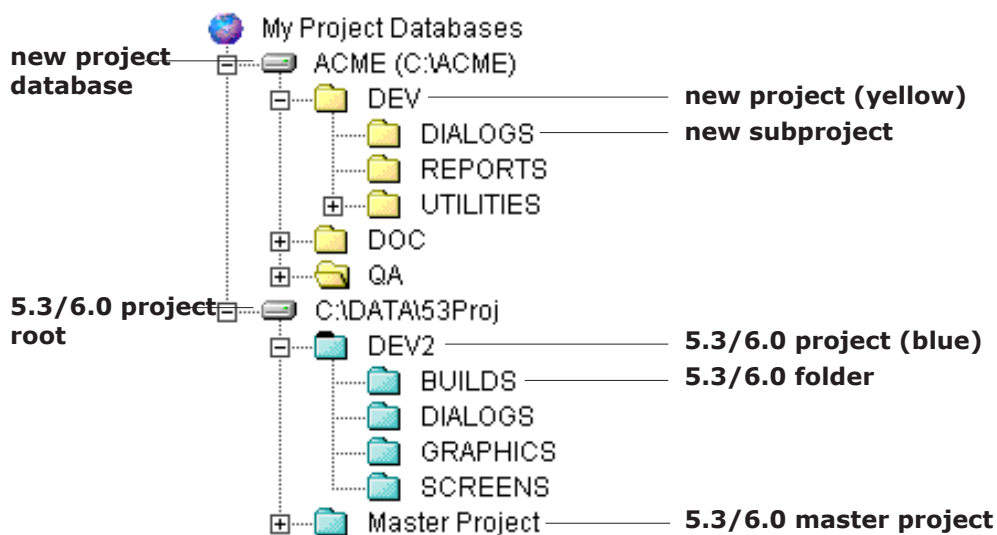 My Project Databases
new project database
ACME (C:\ACME)
DEV
new project (yellow)
DIALOGS
new subproject
REPORTS
UTILITIES
DOC
QA
5.3/6.0 project root
C:\DATA\53Proj
DEV2
5.3/6.0 project (blue)
BUILDS
5.3/6.0 folder
DIALOGS
GRAPHICS
SCREENS
Master Project
5.3/6.0 master project